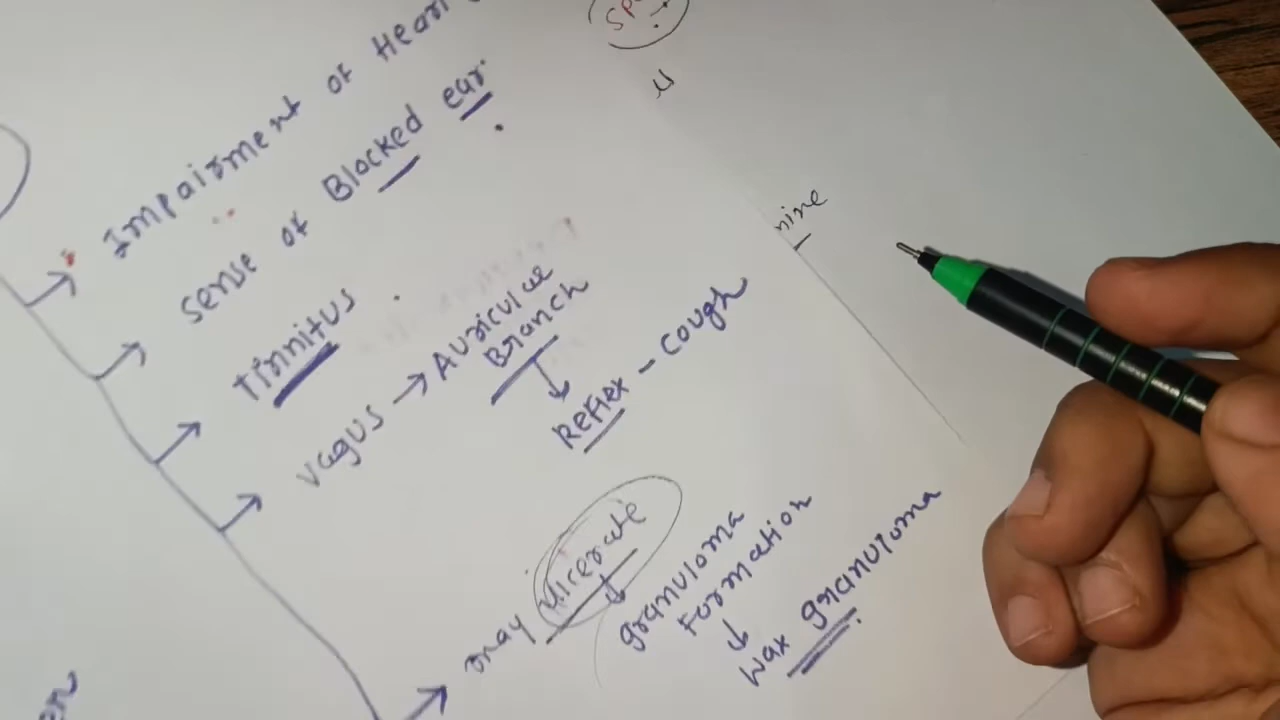 Impairment of Hear
sense of Blocked ear.
Tinnitus
vagus → Auricular
Branch
↓
Reflex - cough
may ulcerate
↓
granuloma
Formation
↓
wax granuloma